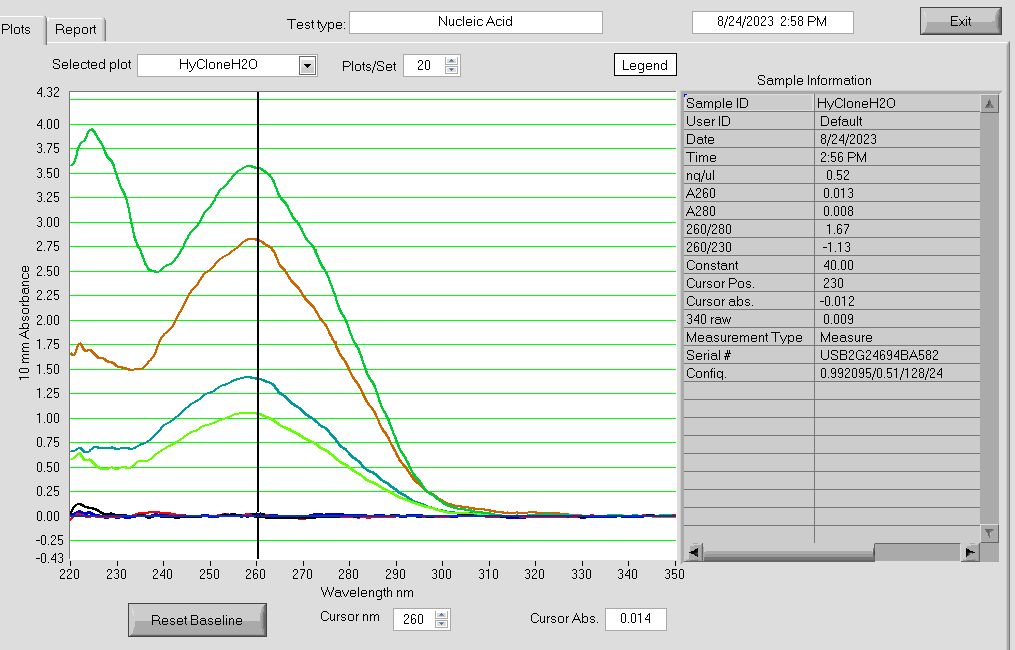 Plots
Report
Test type: Nucleic Acid
8/24/2023 2:58 PM
Exit
Selected plot HyCloneH2O
Plots/Set 20
Legend
Sample Information
Sample ID HyCloneH2O
User ID Default
Date 8/24/2023
Time 2:56 PM
ng/ul 0.52
A260 0.013
A280 0.008
260/280 1.67
260/230 -1.13
Constant 40.00
Cursor Pos. 230
Cursor abs. -0.012
340 raw 0.009
Measurement Type Measure
Serial # USB2G24694BA582
Config. 0.992095/0.51/128/24
10 mm Absorbance
4.32
4.00
3.75
3.50
3.25
3.00
2.75
2.50
2.25
2.00
1.75
1.50
1.25
1.00
0.75
0.50
0.25
0.00
-0.25
-0.43
220 230 240 250 260 270 280 290 300 310 320 330 340 350
Wavelength nm
Reset Baseline
Cursor nm 260
Cursor Abs. 0.014